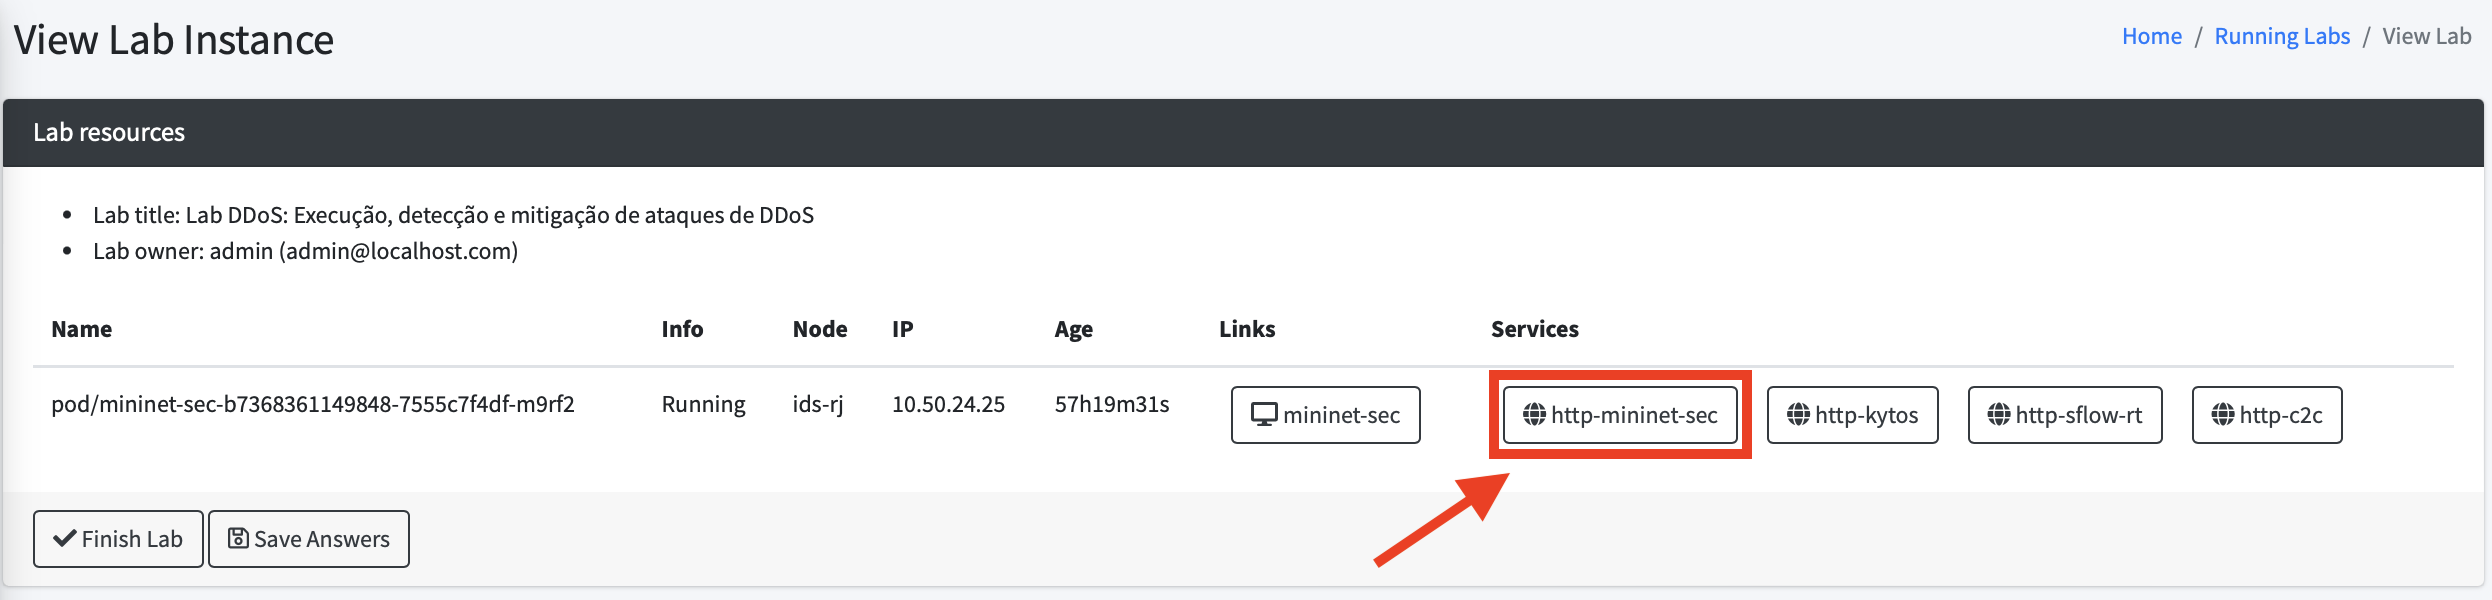 View Lab Instance
Home / Running Labs / View Lab
Lab resources
• Lab title: Lab DDoS: Execução, detecção e mitigação de ataques de DDoS
• Lab owner: admin (admin@localhost.com)
Name Info Node IP Age Links Services
pod/mininet-sec-b7368361149848-7555c7f4df-m9rf2 Running ids-rj 10.50.24.25 57h19m31s mininet-sec http-mininet-sec http-kytos http-sflow-rt http-c2c
Finish Lab Save Answers